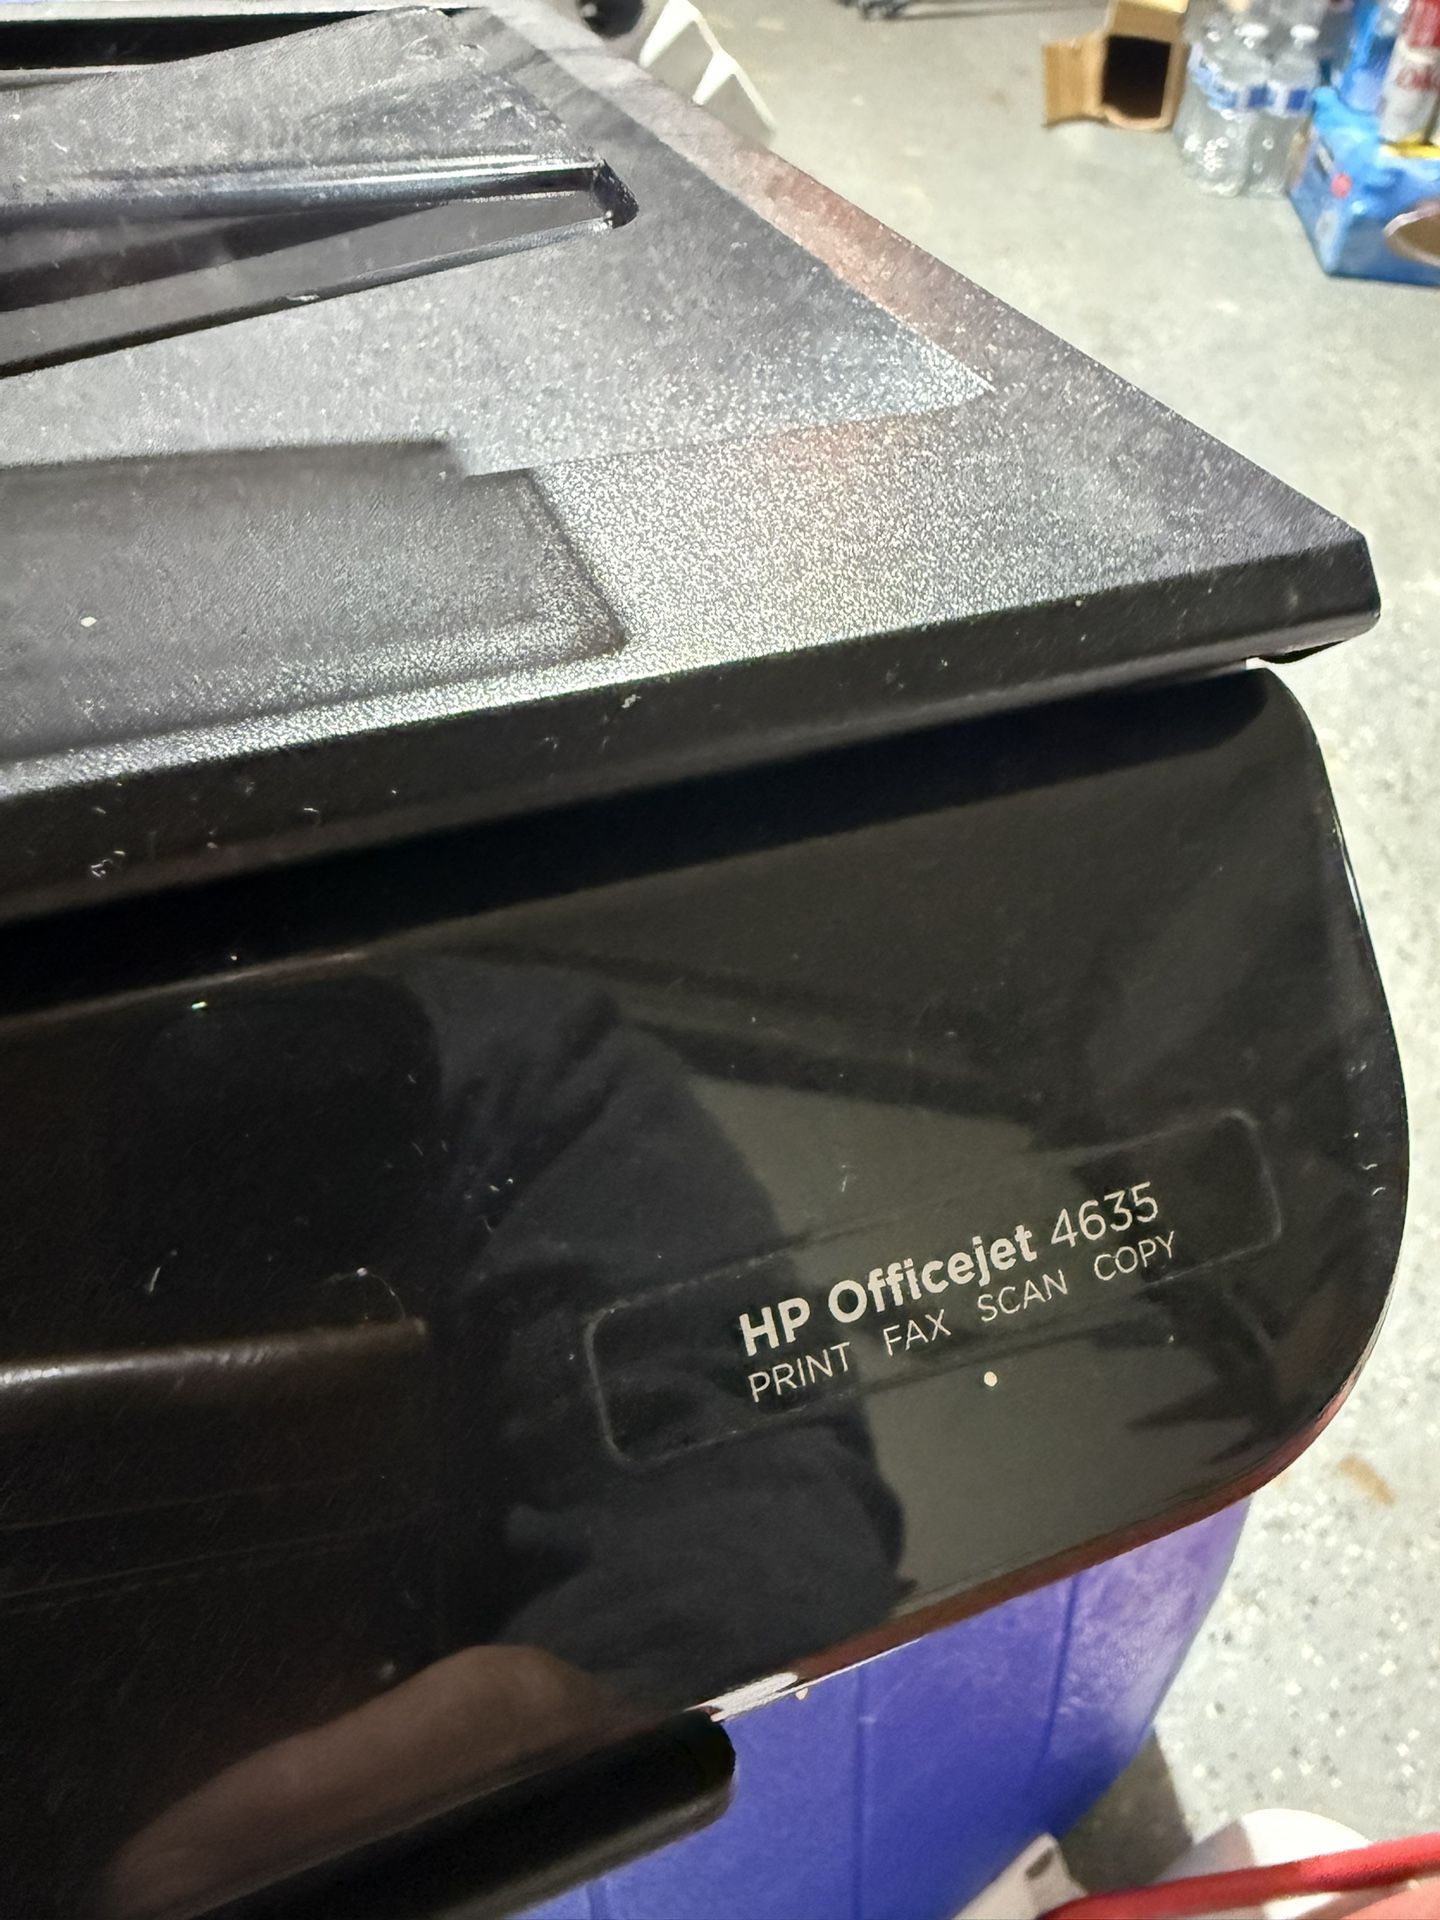 HP Officejet 4635
PRINT FAX SCAN COPY